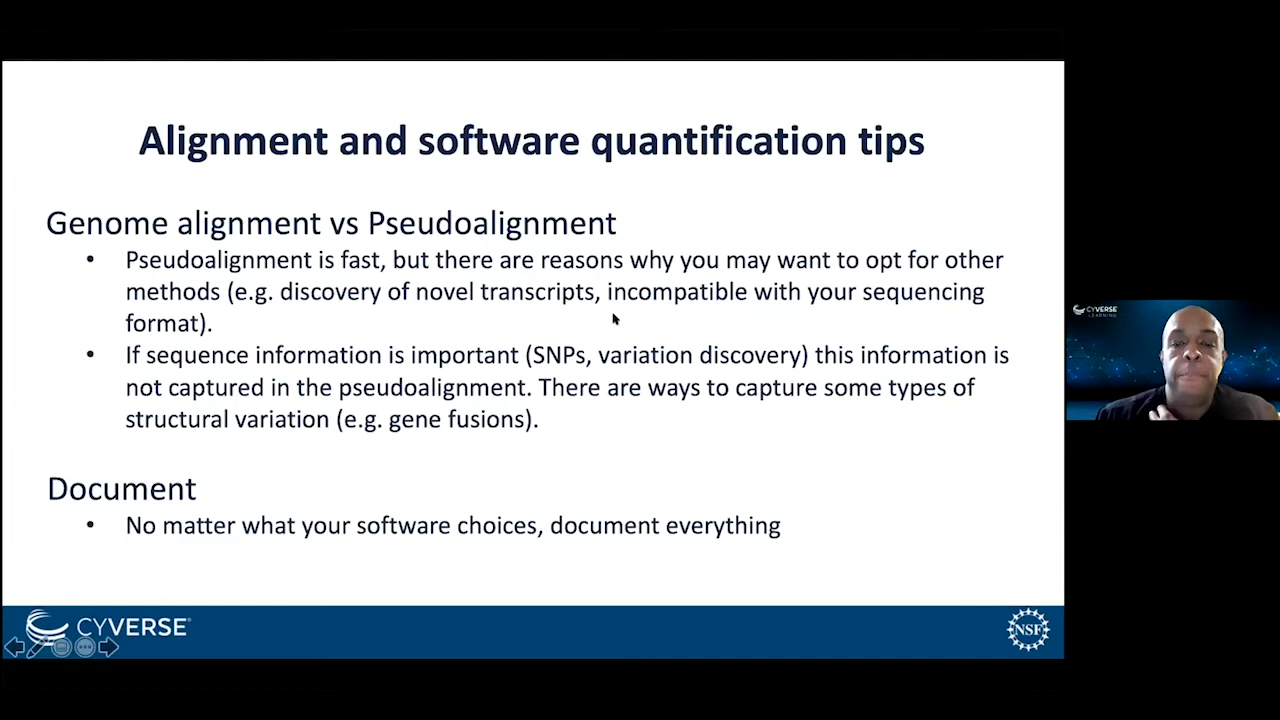 Alignment and software quantification tips
Genome alignment vs Pseudoalignment
• Pseudoalignment is fast, but there are reasons why you may want to opt for other
methods (e.g. discovery of novel transcripts, incompatible with your sequencing
format).
• If sequence information is important (SNPs, variation discovery) this information is
not captured in the pseudoalignment. There are ways to capture some types of
structural variation (e.g. gene fusions).
Document
• No matter what your software choices, document everything
CYVERSE®
NSF
CYVERSE
LEARNING